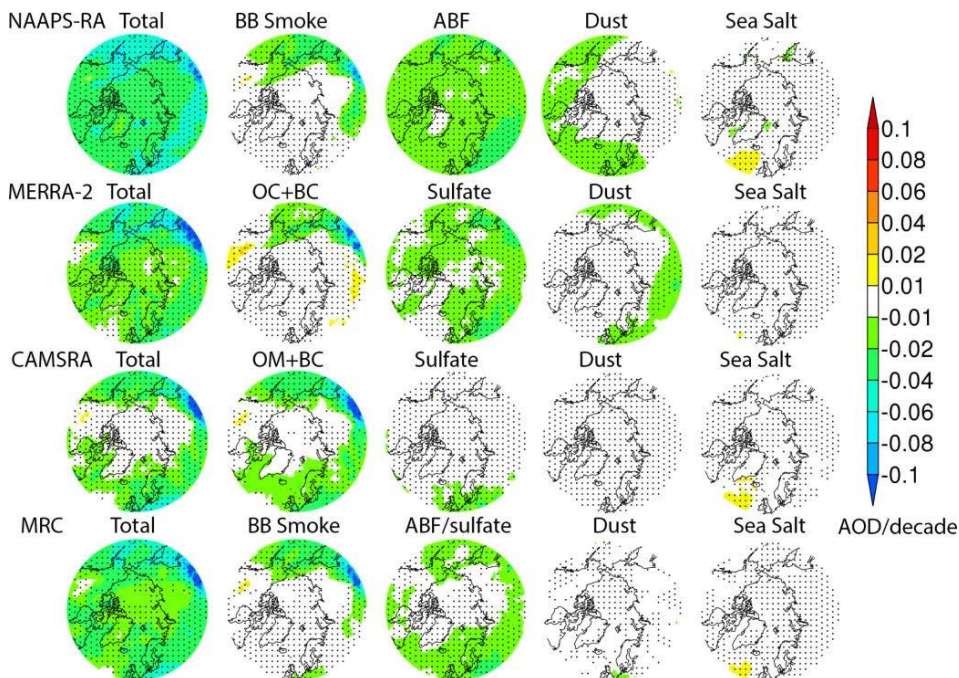 NAAPS-RA Total BB Smoke ABF Dust Sea Salt
MERRA-2 Total OC+BC Sulfate Dust Sea Salt
CAMSRA Total OM+BC Sulfate Dust Sea Salt
MRC Total BB Smoke ABF/sulfate Dust Sea Salt
0.1
0.08
0.06
0.04
0.02
0.01
-0.01
-0.02
-0.04
-0.06
-0.08
-0.1
AOD/decade